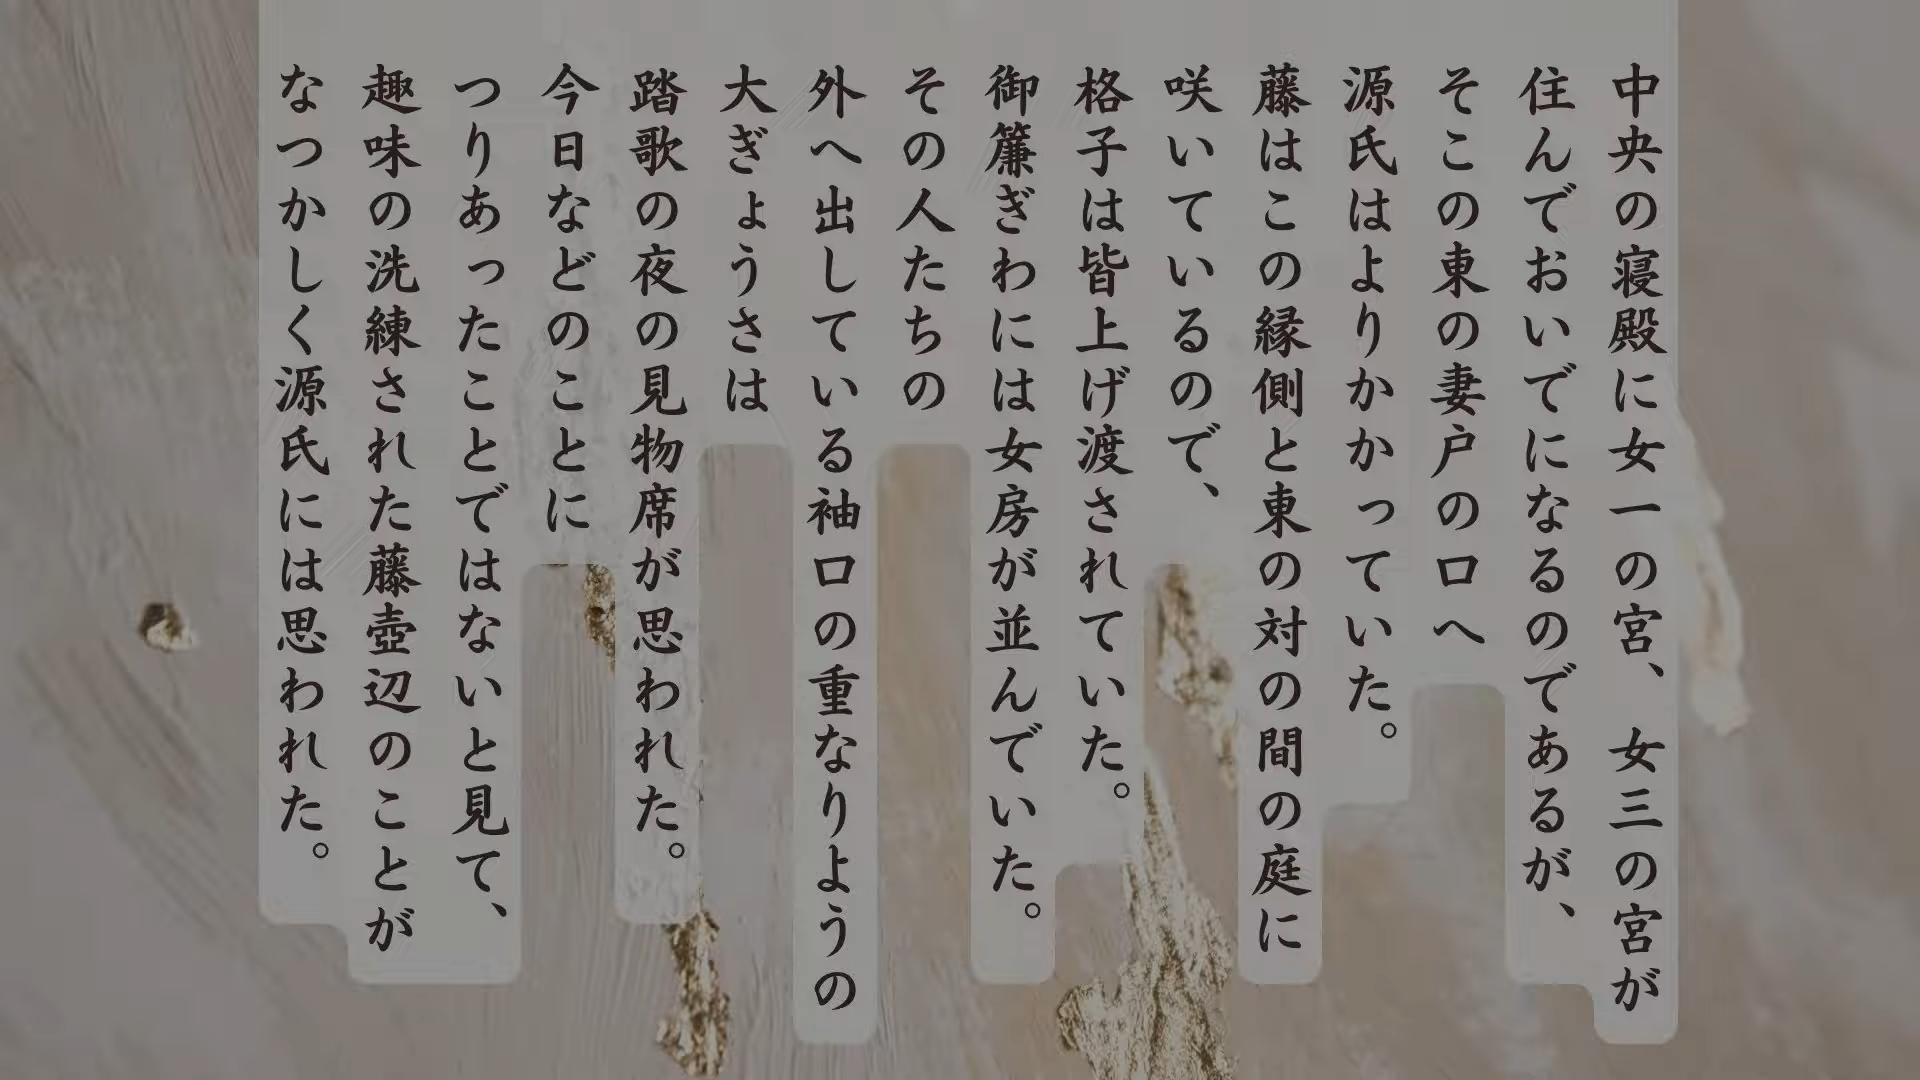 中央の寝殿に女一の宮、女三の宮が
住んでおいでになるのであるが、
そこの東の妻戸の口へ
源氏はよりかかっていた。
藤はこの縁側と東の対の間の庭に
咲いているので、
格子は皆上げ渡されていた。
御簾ぎわには女房が並んでいた。
その人たちの
外へ出している袖口の重なりようの
大ぎょうさは
踏歌の夜の見物席が思われた。
今日などのことに
つりあったことではないと見て、
趣味の洗練された藤壺辺のことが
なつかしく源氏には思われた。